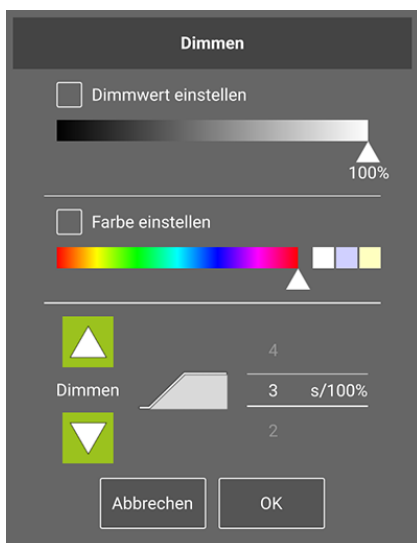 Dimmen
Dimmwert einstellen
100%
Farbe einstellen
4
Dimmen
3 s/100%
2
Abbrechen OK